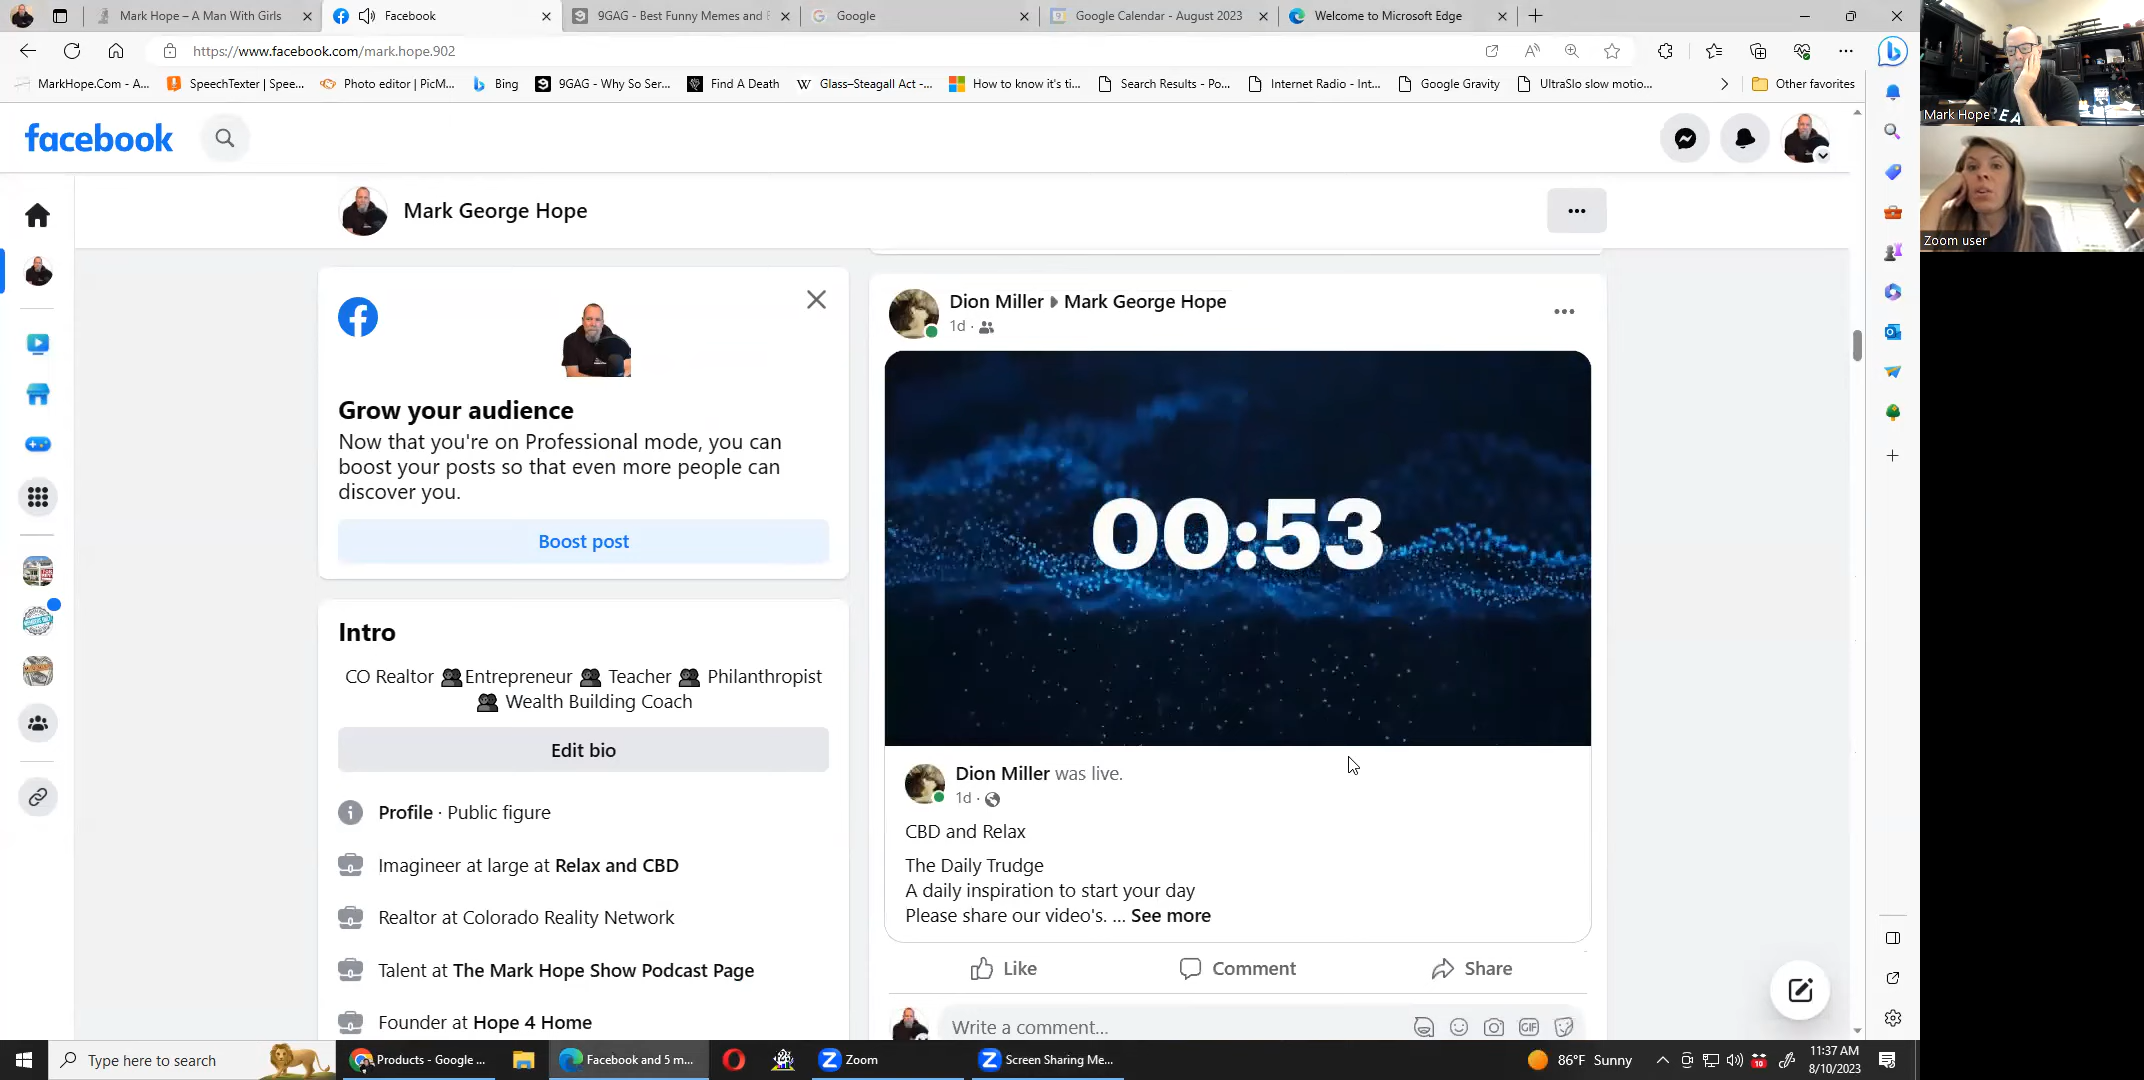 Mark Hope – A Man With Girls
Facebook
9GAG - Best Funny Memes and
Google
Google Calendar - August 2023
Welcome to Microsoft Edge
https://www.facebook.com/mark.hope.902
MarkHope.Com - A...
SpeechTexter | Spee...
Photo editor | PicM...
Bing
9GAG - Why So Ser...
Find A Death
Glass–Steagall Act -...
How to know it's ti...
Search Results - Po...
Internet Radio - Int...
Google Gravity
UltraSlo slow motio...
Other favorites
Mark Hope
Zoom user
facebook
Mark George Hope
Grow your audience
Now that you're on Professional mode, you can
boost your posts so that even more people can
discover you.
Boost post
Intro
CO Realtor Entrepreneur Teacher Philanthropist
Wealth Building Coach
Edit bio
Profile · Public figure
Imagineer at large at Relax and CBD
Realtor at Colorado Reality Network
Talent at The Mark Hope Show Podcast Page
Founder at Hope 4 Home
Dion Miller Mark George Hope
1d ·
00:53
Dion Miller was live.
1d ·
CBD and Relax
The Daily Trudge
A daily inspiration to start your day
Please share our video's. ... See more
Like
Comment
Share
Write a comment...
GIF
Type here to search
Products - Google ...
Facebook and 5 m...
Zoom
Screen Sharing Me...
86°F Sunny
10
11:37 AM
8/10/2023